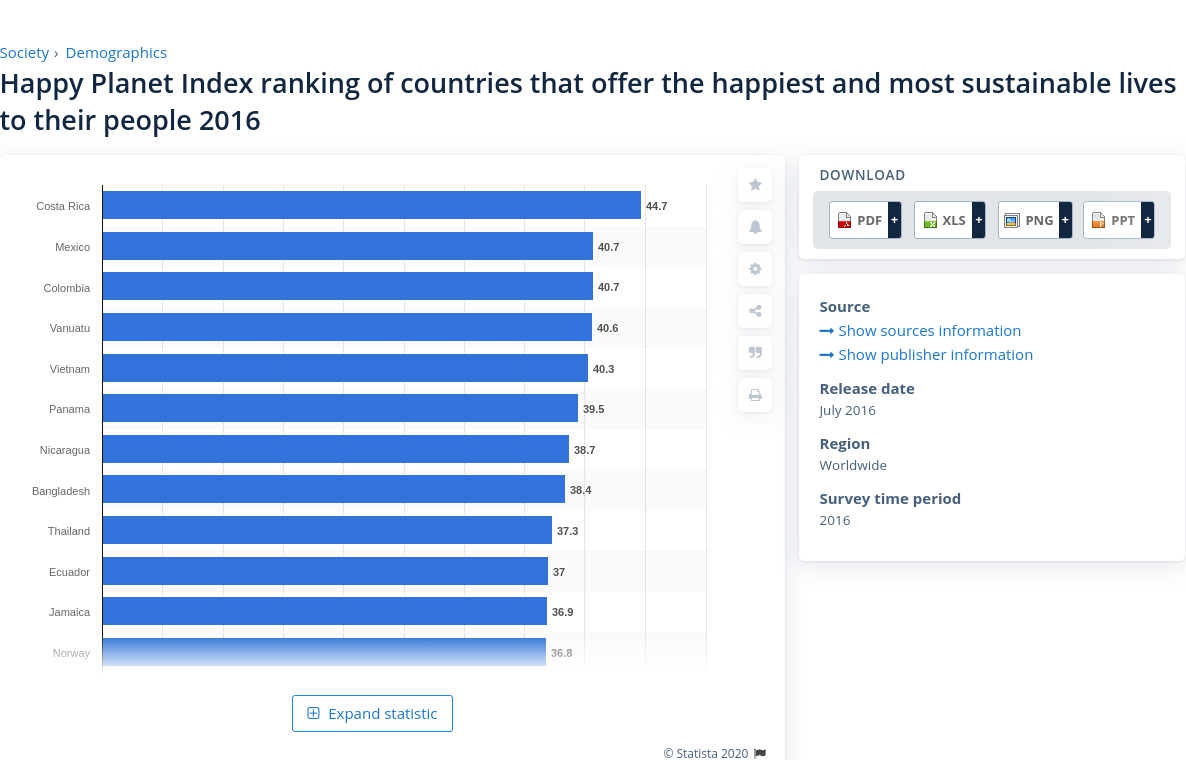 Society › Demographics
Happy Planet Index ranking of countries that offer the happiest and most sustainable lives
to their people 2016
Costa Rica 44.7
Mexico 40.7
Colombia 40.7
Vanuatu 40.6
Vietnam 40.3
Panama 39.5
Nicaragua 38.7
Bangladesh 38.4
Thailand 37.3
Ecuador 37
Jamaica 36.9
Norway 36.8
Expand statistic
© Statista 2020
DOWNLOAD
PDF + XLS + PNG + PPT +
Source
Show sources information
Show publisher information
Release date
July 2016
Region
Worldwide
Survey time period
2016